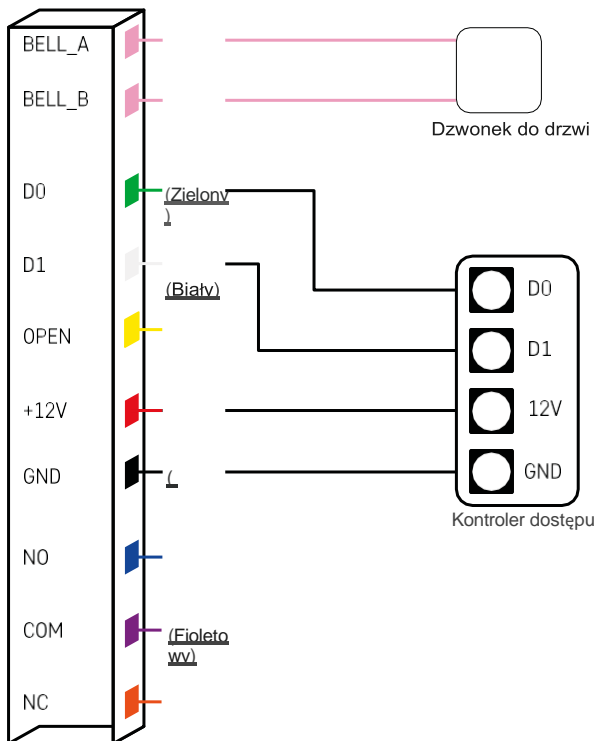 BELL_A
BELL_B
Dzwonek do drzwi
D0
(Zielony
)
D1
(Biały)
OPEN
+12V
GND
(
NO
COM
(Fioleto
wy)
NC
D0
D1
12V
GND
Kontroler dostępu